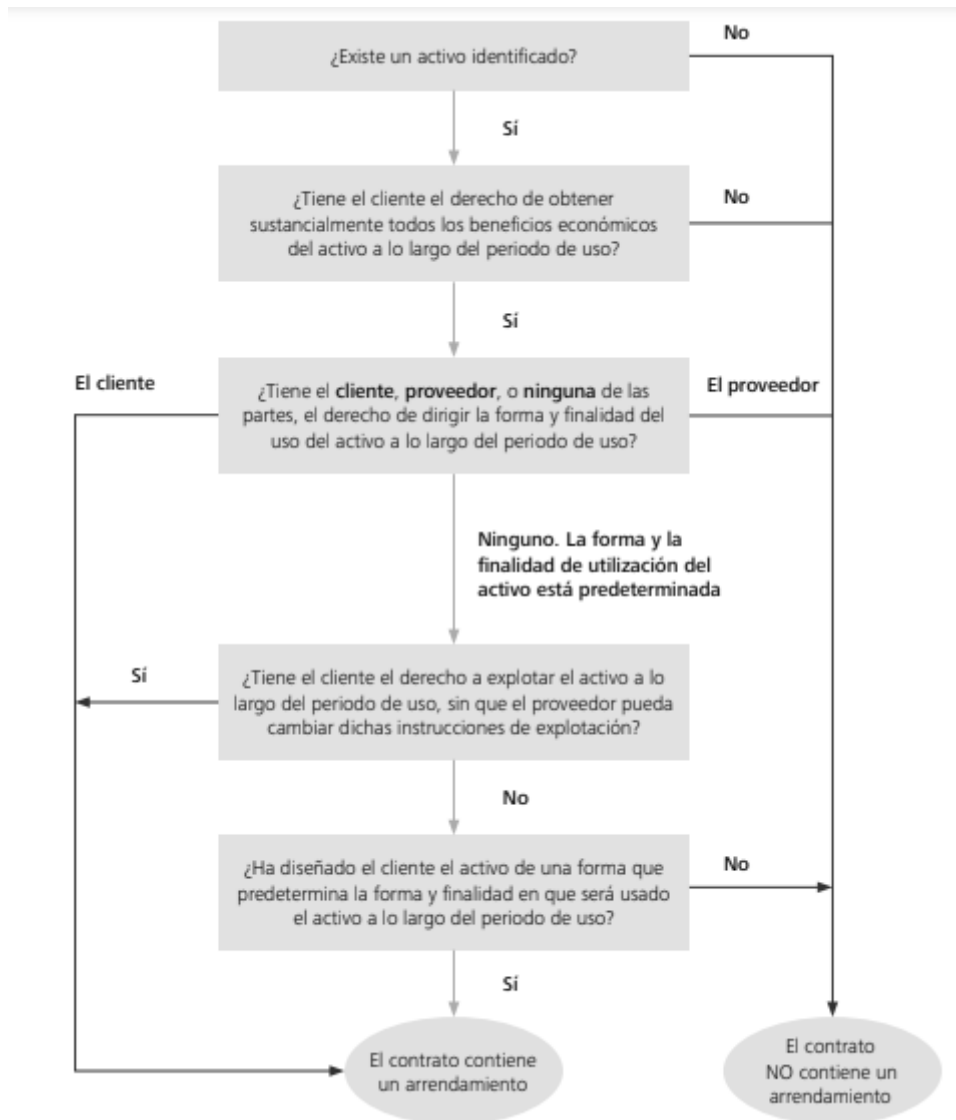 No
¿Existe un activo identificado?
Sí
¿Tiene el cliente el derecho de obtener
sustancialmente todos los beneficios económicos
del activo a lo largo del periodo de uso?
No
Sí
El cliente
¿Tiene el cliente, proveedor, o ninguna de las
partes, el derecho de dirigir la forma y finalidad del
uso del activo a lo largo del periodo de uso?
El proveedor
Ninguno. La forma y la
finalidad de utilización del
activo está predeterminada
Sí
¿Tiene el cliente el derecho a explotar el activo a lo
largo del periodo de uso, sin que el proveedor pueda
cambiar dichas instrucciones de explotación?
No
¿Ha diseñado el cliente el activo de una forma que
predetermina la forma y finalidad en que será usado
el activo a lo largo del periodo de uso?
No
Sí
El contrato contiene
un arrendamiento
El contrato
NO contiene un
arrendamiento